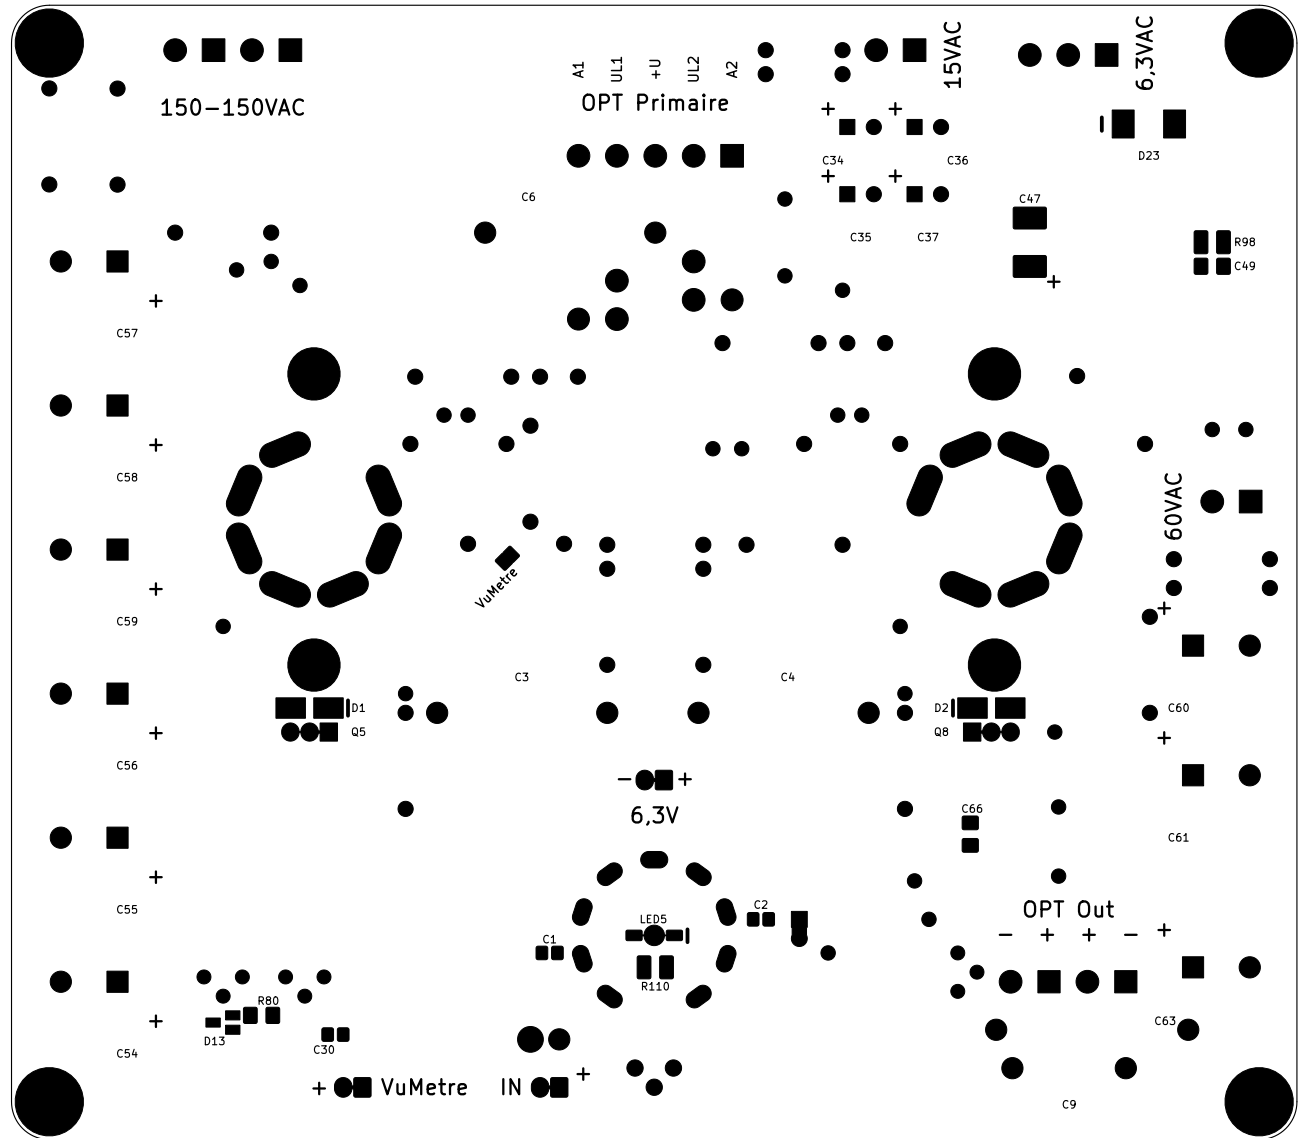 15VAC
6,3VAC
A1 UL1 +U UL2 A2
150-150VAC
OPT Primaire
+ +
D23
C34 C36
+ +
C6
C47
C35 C37
R98
C49
+
+
C57
+
C58
60VAC
VuMetre
+
+
C59
C3 C4
D1 D2 C60
Q5 Q8
+ +
C56
- +
6,3V
C66
C61
+
C55
C2
OPT Out
LED5
- + + -
+
C1
R110
R80
+
C63
D13
C30
C54
+
+ VuMetre IN
C9